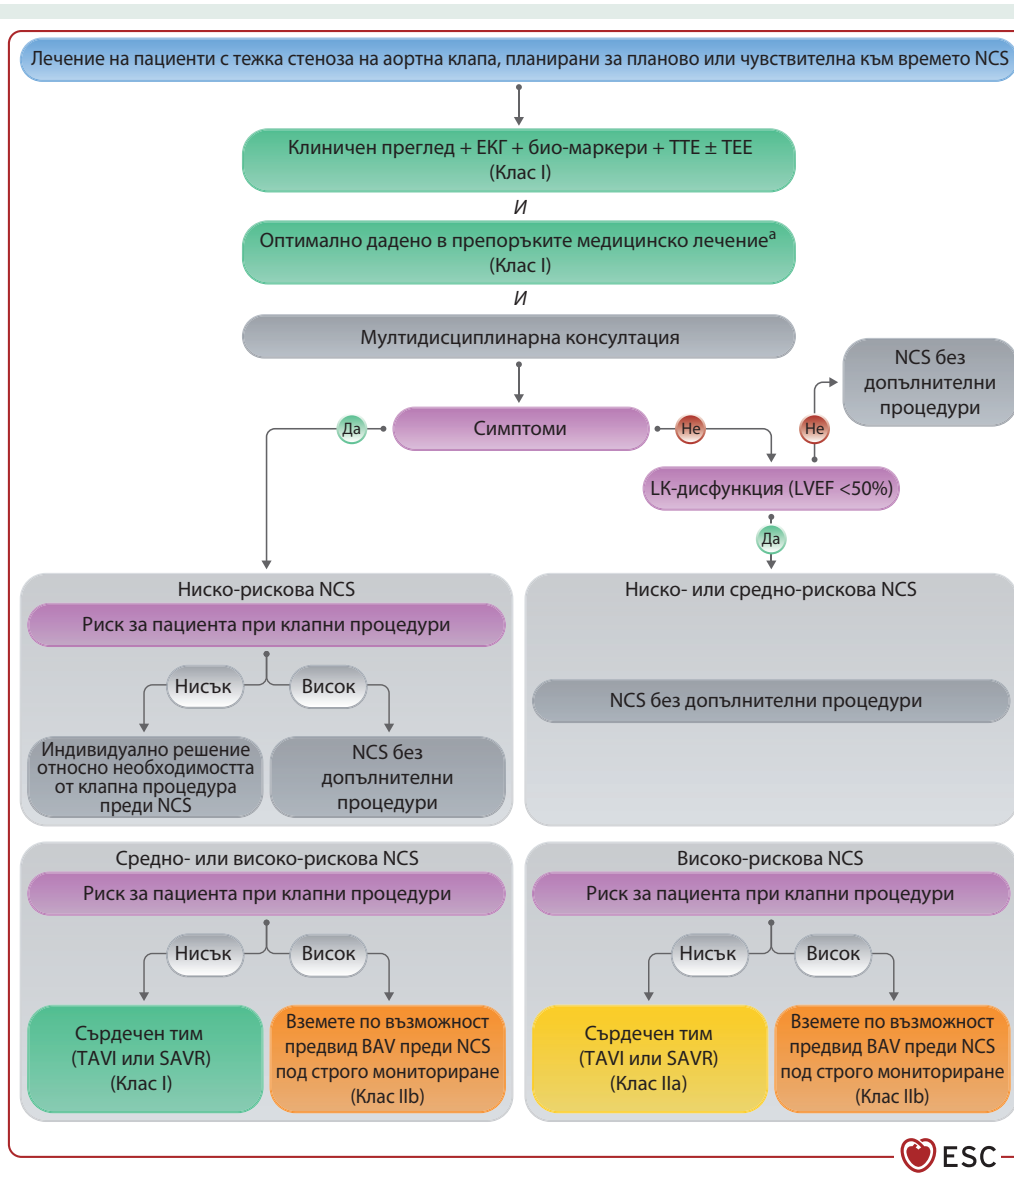 Лечение на пациенти с тежка стеноза на аортна клапа, планирани за планово или чувствителна към времето NCS
Клиничен преглед + ЕКГ + био-маркери + TTE ± TEE
(Клас I)
И
Оптимално дадено в препоръките медицинско лечениеᵃ
(Клас I)
И
Мултидисциплинарна консултация
NCS без
допълнителни
процедури
Да
Симптоми
Не
Не
LK-дисфункция (LVEF <50%)
Да
Ниско-рискова NCS
Риск за пациента при клапни процедури
Нисък
Висок
Индивидуално решение
относно необходимостта
от клапна процедура
преди NCS
NCS без
допълнителни
процедури
Ниско- или средно-рискова NCS
NCS без допълнителни процедури
Средно- или високо-рискова NCS
Риск за пациента при клапни процедури
Нисък
Висок
Сърдечен тим
(TAVI или SAVR)
(Клас I)
Вземете по възможност
предвид BAV преди NCS
под строго мониториране
(Клас IIb)
Високо-рискова NCS
Риск за пациента при клапни процедури
Нисък
Висок
Сърдечен тим
(TAVI или SAVR)
(Клас IIa)
Вземете по възможност
предвид BAV преди NCS
под строго мониториране
(Клас IIb)
ESC